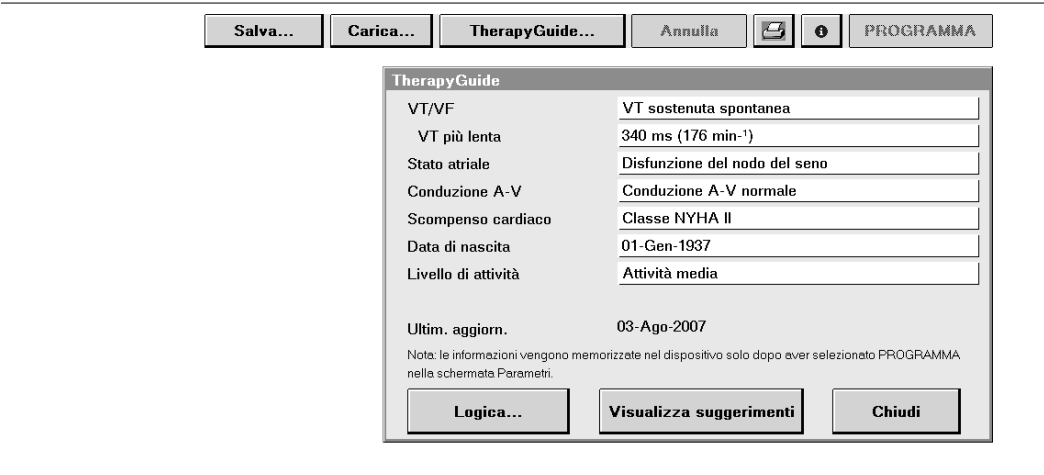 Salva... Carica... TherapyGuide... Annulla PROGRAMMA
TherapyGuide
VT/VF VT sostenuta spontanea
VT più lenta 340 ms (176 min-¹)
Stato atriale Disfunzione del nodo del seno
Conduzione A-V Conduzione A-V normale
Scompenso cardiaco Classe NYHA II
Data di nascita 01-Gen-1937
Livello di attività Attività media
Ultim. aggiorn. 03-Ago-2007
Nota: le informazioni vengono memorizzate nel dispositivo solo dopo aver selezionato PROGRAMMA
nella schermata Parametri.
Logica... Visualizza suggerimenti Chiudi